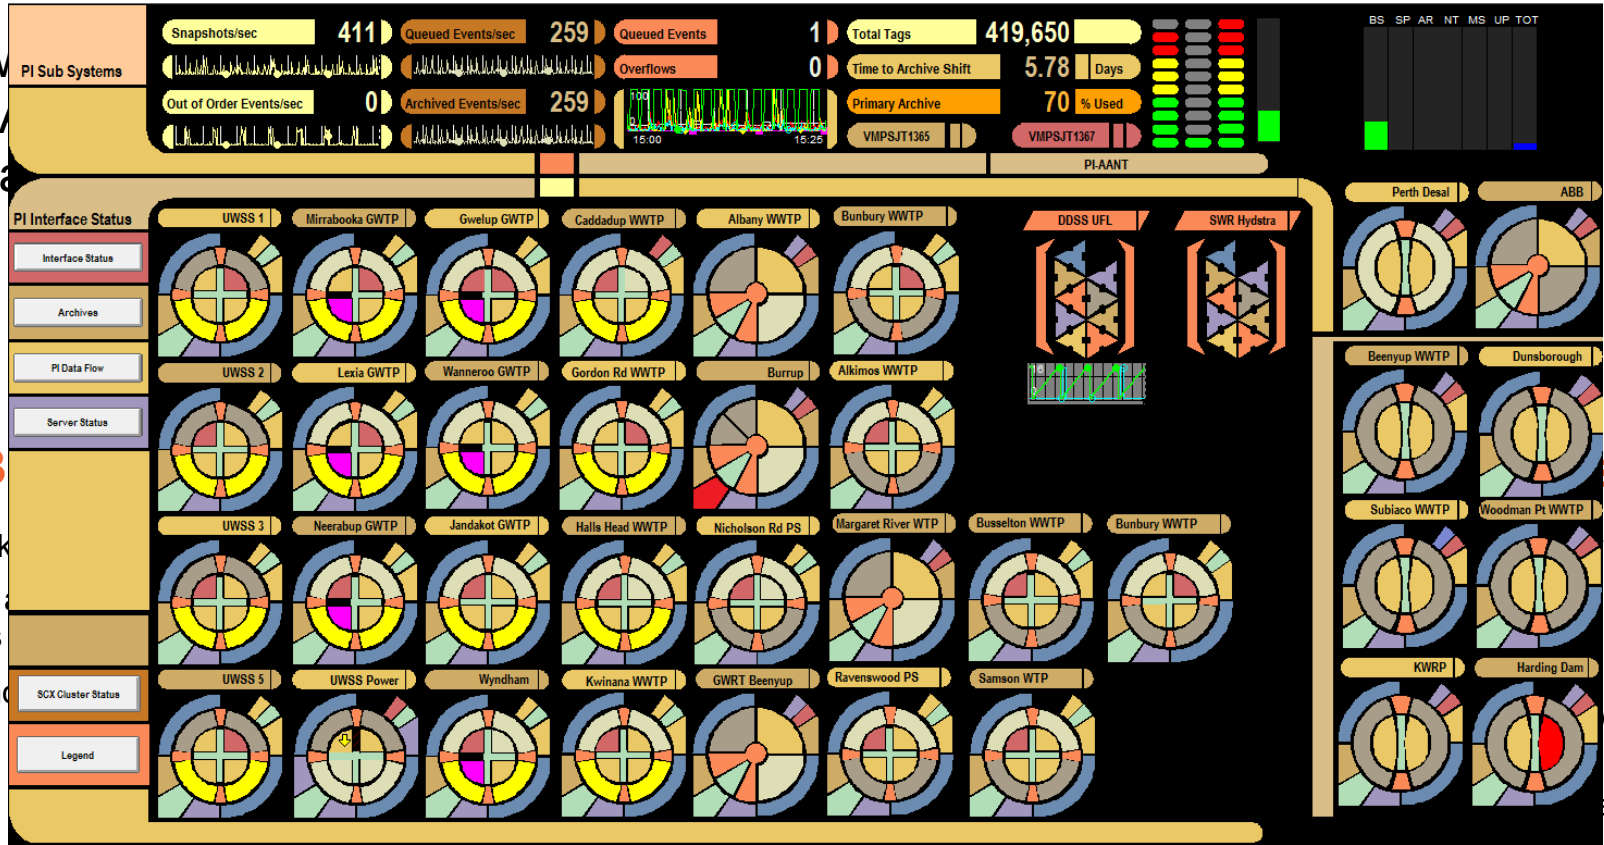 BS SP AR NT MS UP TOT
Snapshots/sec 411 Queued Events/sec 259 Queued Events 1 Total Tags 419,650
PI Sub Systems Overflows 0 Time to Archive Shift 5.78 Days
Out of Order Events/sec 0 Archived Events/sec 259 100 Primary Archive 70 % Used
0
15:00 15:25 VMPSJT1365 VMPSJT1367
PI-AANT
Perth Desal ABB
PI Interface Status UWSS 1 Mirrabooka GWTP Gwelup GWTP Caddadup WWTP Albany WWTP Bunbury WWTP DDSS UFL SWR Hydstra
Interface Status
Archives
PI Data Flow
Server Status
Beenyup WWTP Dunsborough
UWSS 2 Lexia GWTP Wanneroo GWTP Gordon Rd WWTP Burrup Alkimos WWTP 16
Subiaco WWTP Woodman Pt WWTP
UWSS 3 Neerabup GWTP Jandakot GWTP Halls Head WWTP Nicholson Rd PS Margaret River WTP Busselton WWTP Bunbury WWTP
KWRP Harding Dam
UWSS 5 UWSS Power Wyndham Kwinana WWTP GWRT Beenyup Ravenswood PS Samson WTP
SCX Cluster Status
Legend